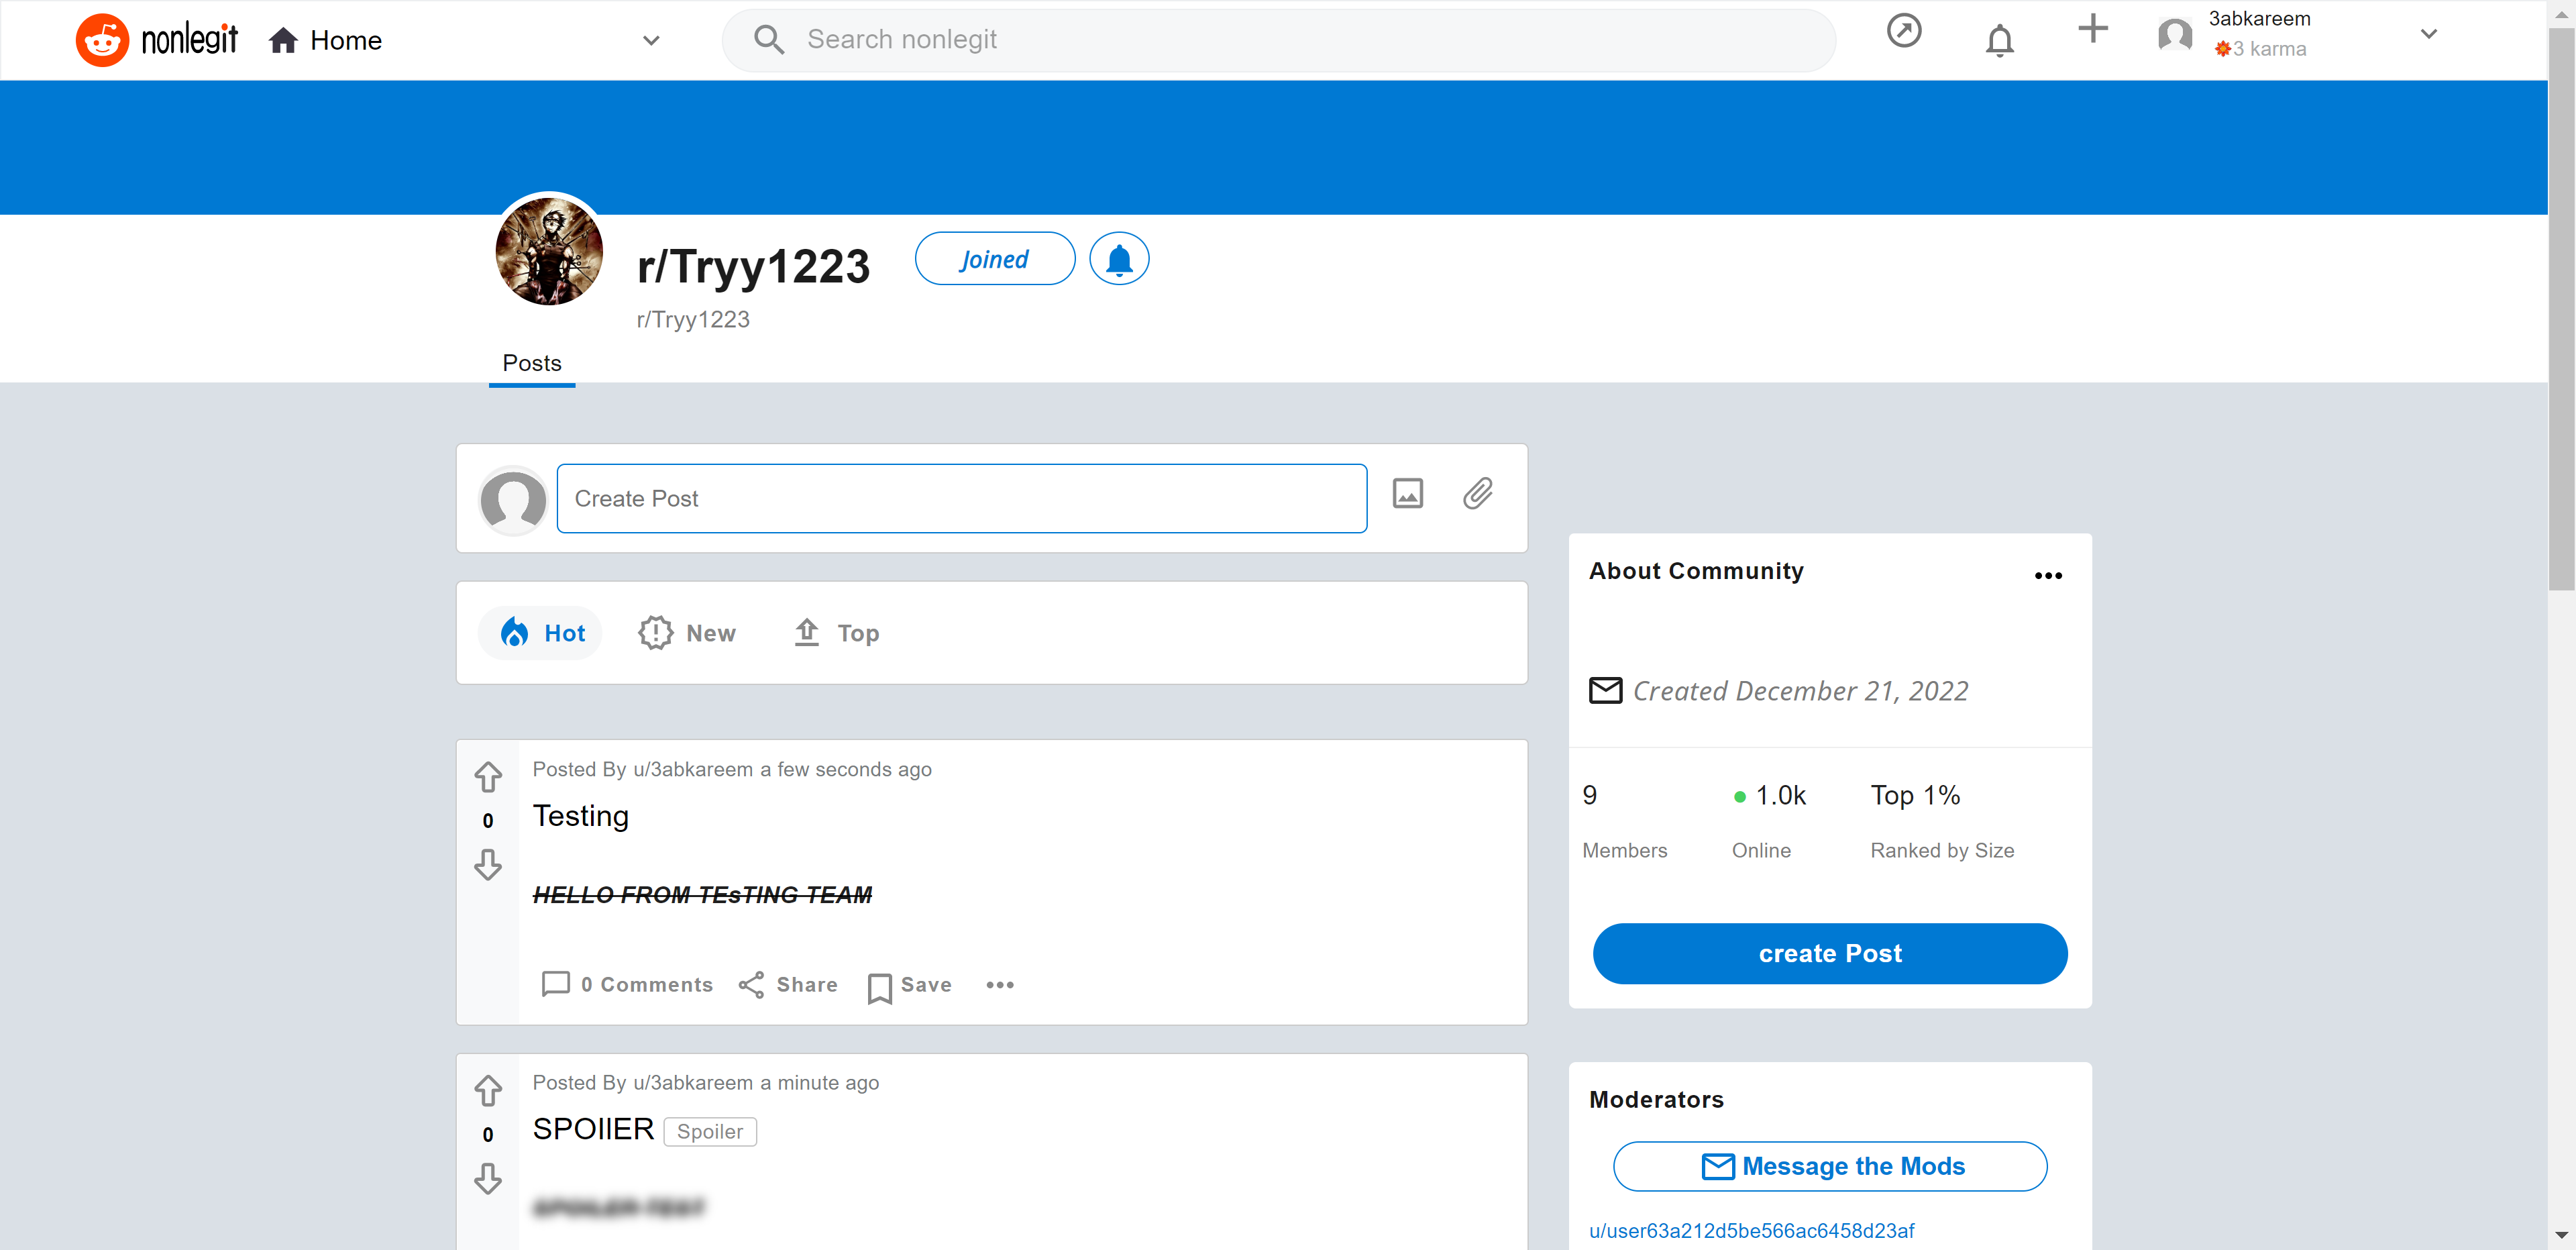 nonlegit
Home
Search nonlegit
3abkareem
3 karma
r/Tryy1223
Joined
r/Tryy1223
Posts
Create Post
Hot
New
Top
About Community
Created December 21, 2022
9
1.0k
Top 1%
Members
Online
Ranked by Size
create Post
Posted By u/3abkareem a few seconds ago
0
Testing
HELLO FROM TEsTING TEAM
0 Comments
Share
Save
Posted By u/3abkareem a minute ago
0
SPOIlER
Spoiler
SPOILER TEST
Moderators
Message the Mods
u/user63a212d5be566ac6458d23af